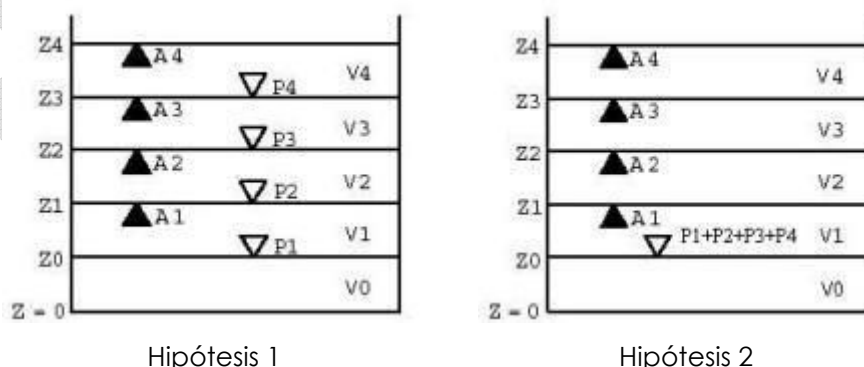 Z4
A4
V4
P4
Z3
A3
V3
P3
Z2
A2
V2
P2
Z1
A1
V1
P1
Z0
V0
Z = 0
Hipótesis 1
Z4
A4
V4
Z3
A3
V3
Z2
A2
V2
Z1
A1
P1+P2+P3+P4 V1
Z0
V0
Z = 0
Hipótesis 2